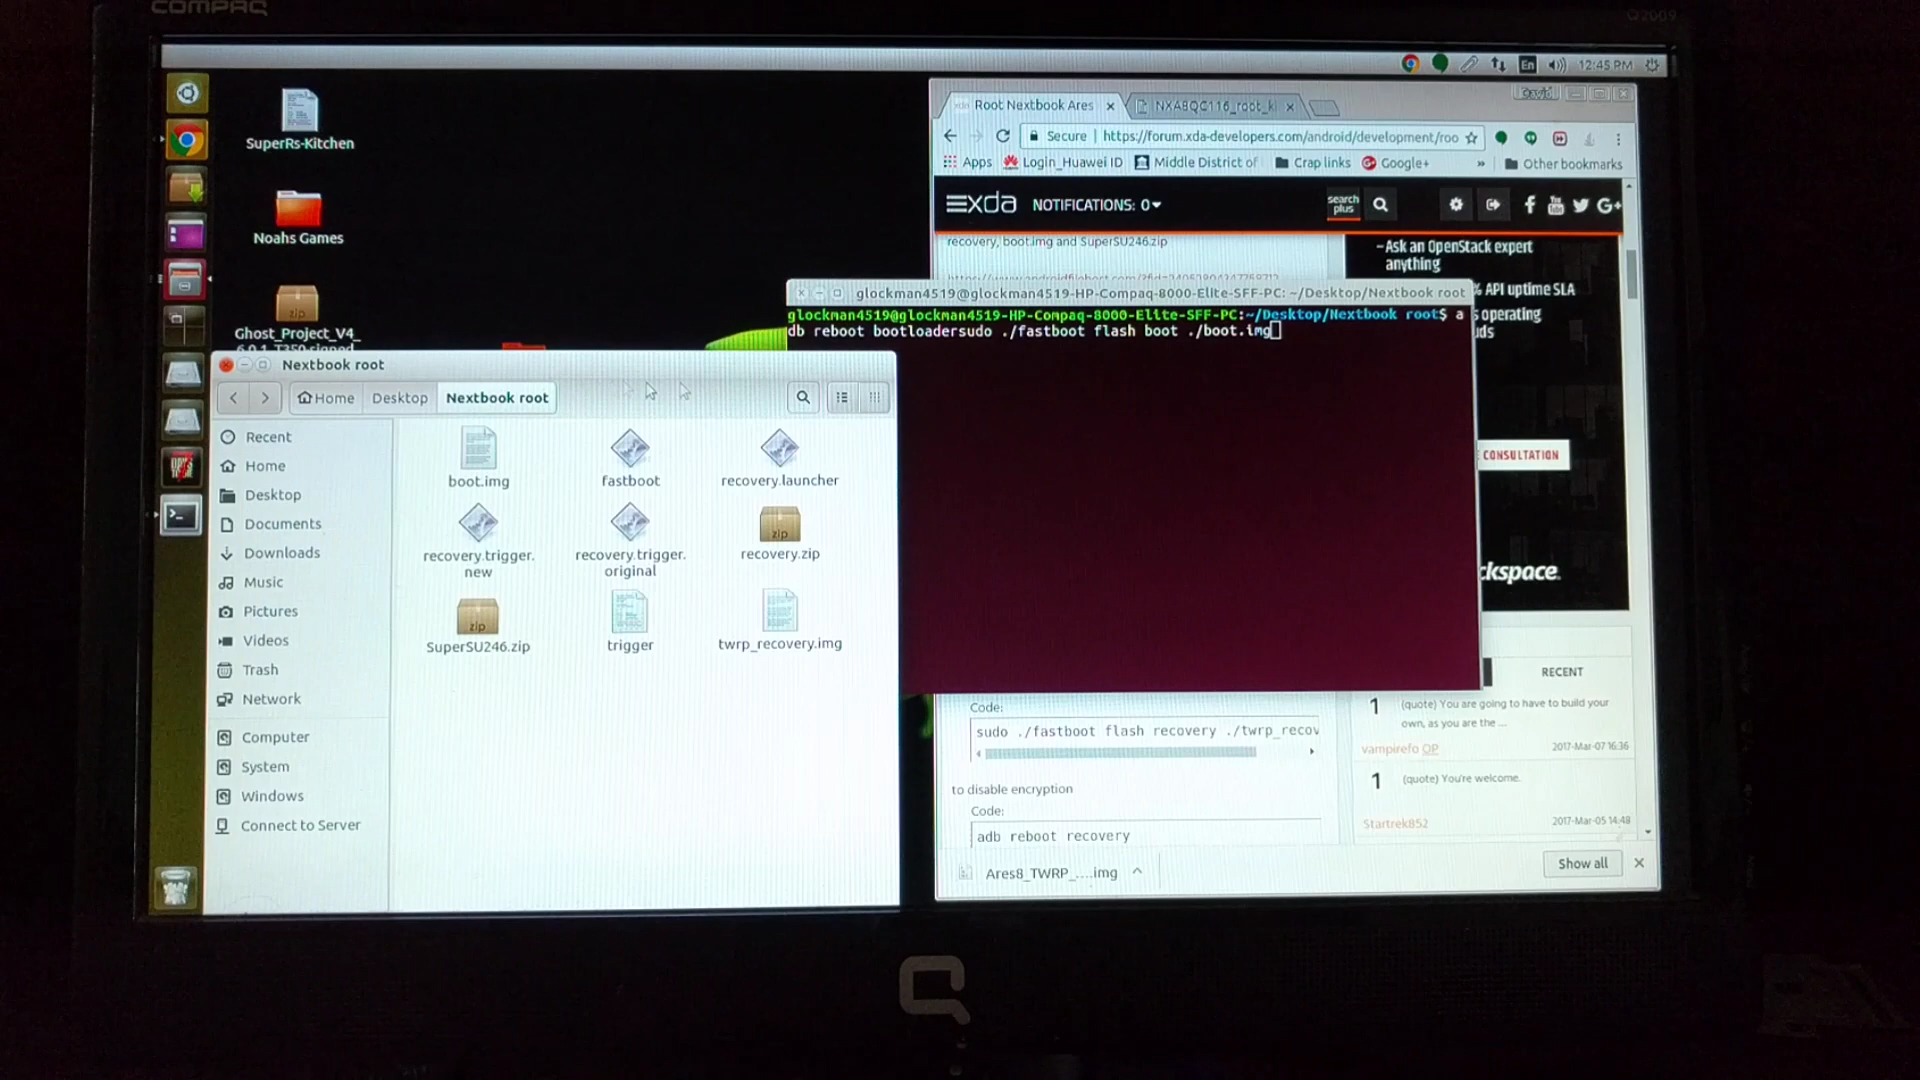 COMPAQ
Q2009
En
12:45 PM
SuperRs-Kitchen
Noahs Games
zip
Ghost_Project_V4_
Root Nextbook Ares
NXA8QC116_root_ki
David
Secure
https://forum.xda-developers.com/android/development/roo
Apps
Login_Huawei ID
Middle District of
Crap links
Google+
»
Other bookmarks
xda
NOTIFICATIONS: 0
search
plus
G+
recovery, boot.img and SuperSU246.zip
– Ask an OpenStack expert
anything
% API uptime SLA
s operating
CONSULTATION
ckspace.
glockman4519@glockman4519-HP-Compaq-8000-Elite-SFF-PC: ~/Desktop/Nextbook root
glockman4519@glockman4519-HP-Compaq-8000-Elite-SFF-PC:~/Desktop/Nextbook root$ a
db reboot bootloadersudo ./fastboot flash boot ./boot.img
Nextbook root
Home
Desktop
Nextbook root
Recent
Home
Desktop
Documents
Downloads
Music
Pictures
Videos
Trash
Network
Computer
System
Windows
Connect to Server
boot.img
fastboot
recovery.launcher
recovery.trigger.
new
recovery.trigger.
original
zip
recovery.zip
zip
SuperSU246.zip
trigger
twrp_recovery.img
Code:
sudo ./fastboot flash recovery ./twrp_recov
to disable encryption
Code:
adb reboot recovery
RECENT
1
(quote) You are going to have to build your
own, as you are the ...
vampirefo OP
2017-Mar-07 16:36
1
(quote) You're welcome.
Startrek852
2017-Mar-05 14:48
Ares8_TWRP_....img
Show all